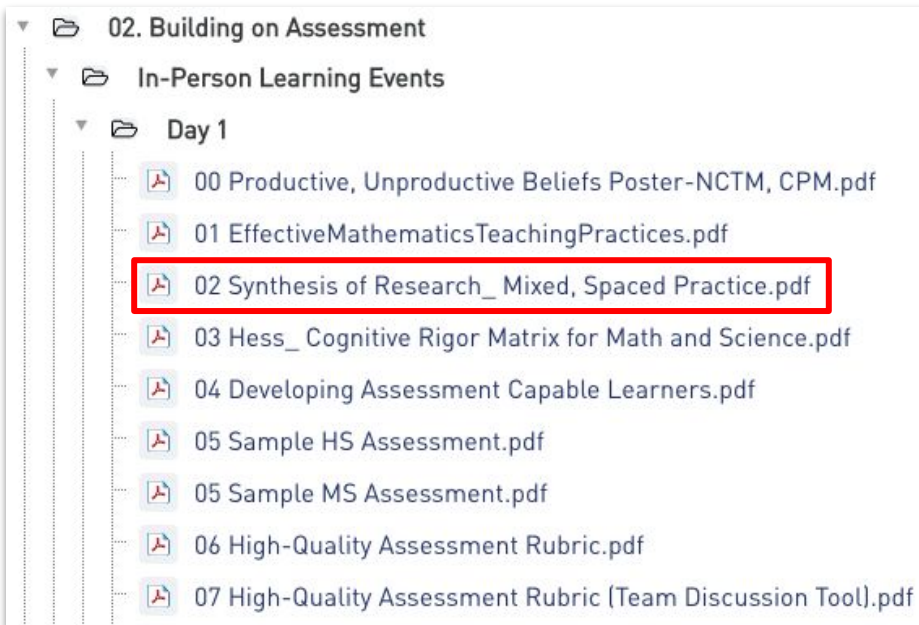 02. Building on Assessment
In-Person Learning Events
Day 1
00 Productive, Unproductive Beliefs Poster-NCTM, CPM.pdf
01 EffectiveMathematicsTeachingPractices.pdf
02 Synthesis of Research_ Mixed, Spaced Practice.pdf
03 Hess_ Cognitive Rigor Matrix for Math and Science.pdf
04 Developing Assessment Capable Learners.pdf
05 Sample HS Assessment.pdf
05 Sample MS Assessment.pdf
06 High-Quality Assessment Rubric.pdf
07 High-Quality Assessment Rubric (Team Discussion Tool).pdf